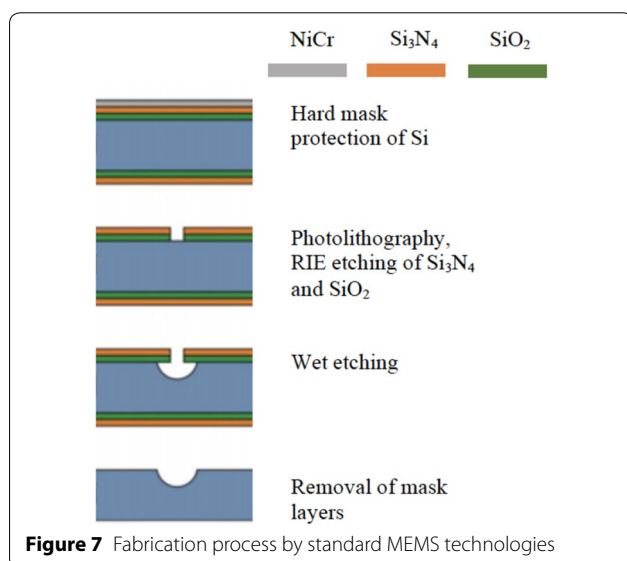 NiCr Si₃N₄ SiO₂
Hard mask
protection of Si
Photolithography,
RIE etching of Si₃N₄
and SiO₂
Wet etching
Removal of mask
layers
Figure 7 Fabrication process by standard MEMS technologies